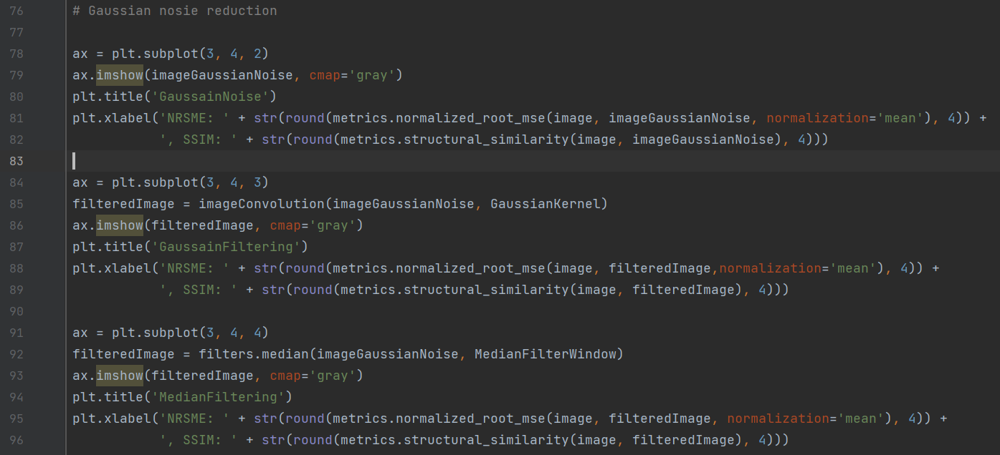 76 # Gaussian nosie reduction
77
78 ax = plt.subplot(3, 4, 2)
79 ax.imshow(imageGaussianNoise, cmap='gray')
80 plt.title('GaussainNoise')
81 plt.xlabel('NRSME: ' + str(round(metrics.normalized_root_mse(image, imageGaussianNoise, normalization='mean'), 4)) +
82            ', SSIM: ' + str(round(metrics.structural_similarity(image, imageGaussianNoise), 4)))
83
84 ax = plt.subplot(3, 4, 3)
85 filteredImage = imageConvolution(imageGaussianNoise, GaussianKernel)
86 ax.imshow(filteredImage, cmap='gray')
87 plt.title('GaussainFiltering')
88 plt.xlabel('NRSME: ' + str(round(metrics.normalized_root_mse(image, filteredImage,normalization='mean'), 4)) +
89            ', SSIM: ' + str(round(metrics.structural_similarity(image, filteredImage), 4)))
90
91 ax = plt.subplot(3, 4, 4)
92 filteredImage = filters.median(imageGaussianNoise, MedianFilterWindow)
93 ax.imshow(filteredImage, cmap='gray')
94 plt.title('MedianFiltering')
95 plt.xlabel('NRSME: ' + str(round(metrics.normalized_root_mse(image, filteredImage, normalization='mean'), 4)) +
96            ', SSIM: ' + str(round(metrics.structural_similarity(image, filteredImage), 4)))